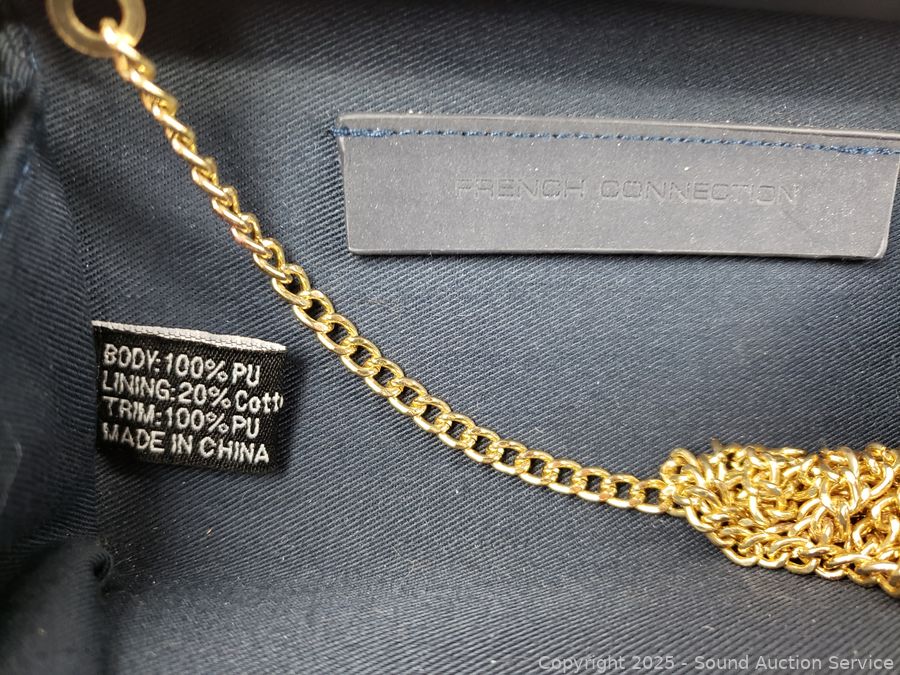 FRENCH CONNECTION
BODY:100% PU
LINING:20% Cott
TRIM:100% PU
MADE IN CHINA
Copyright 2025 - Sound Auction Service